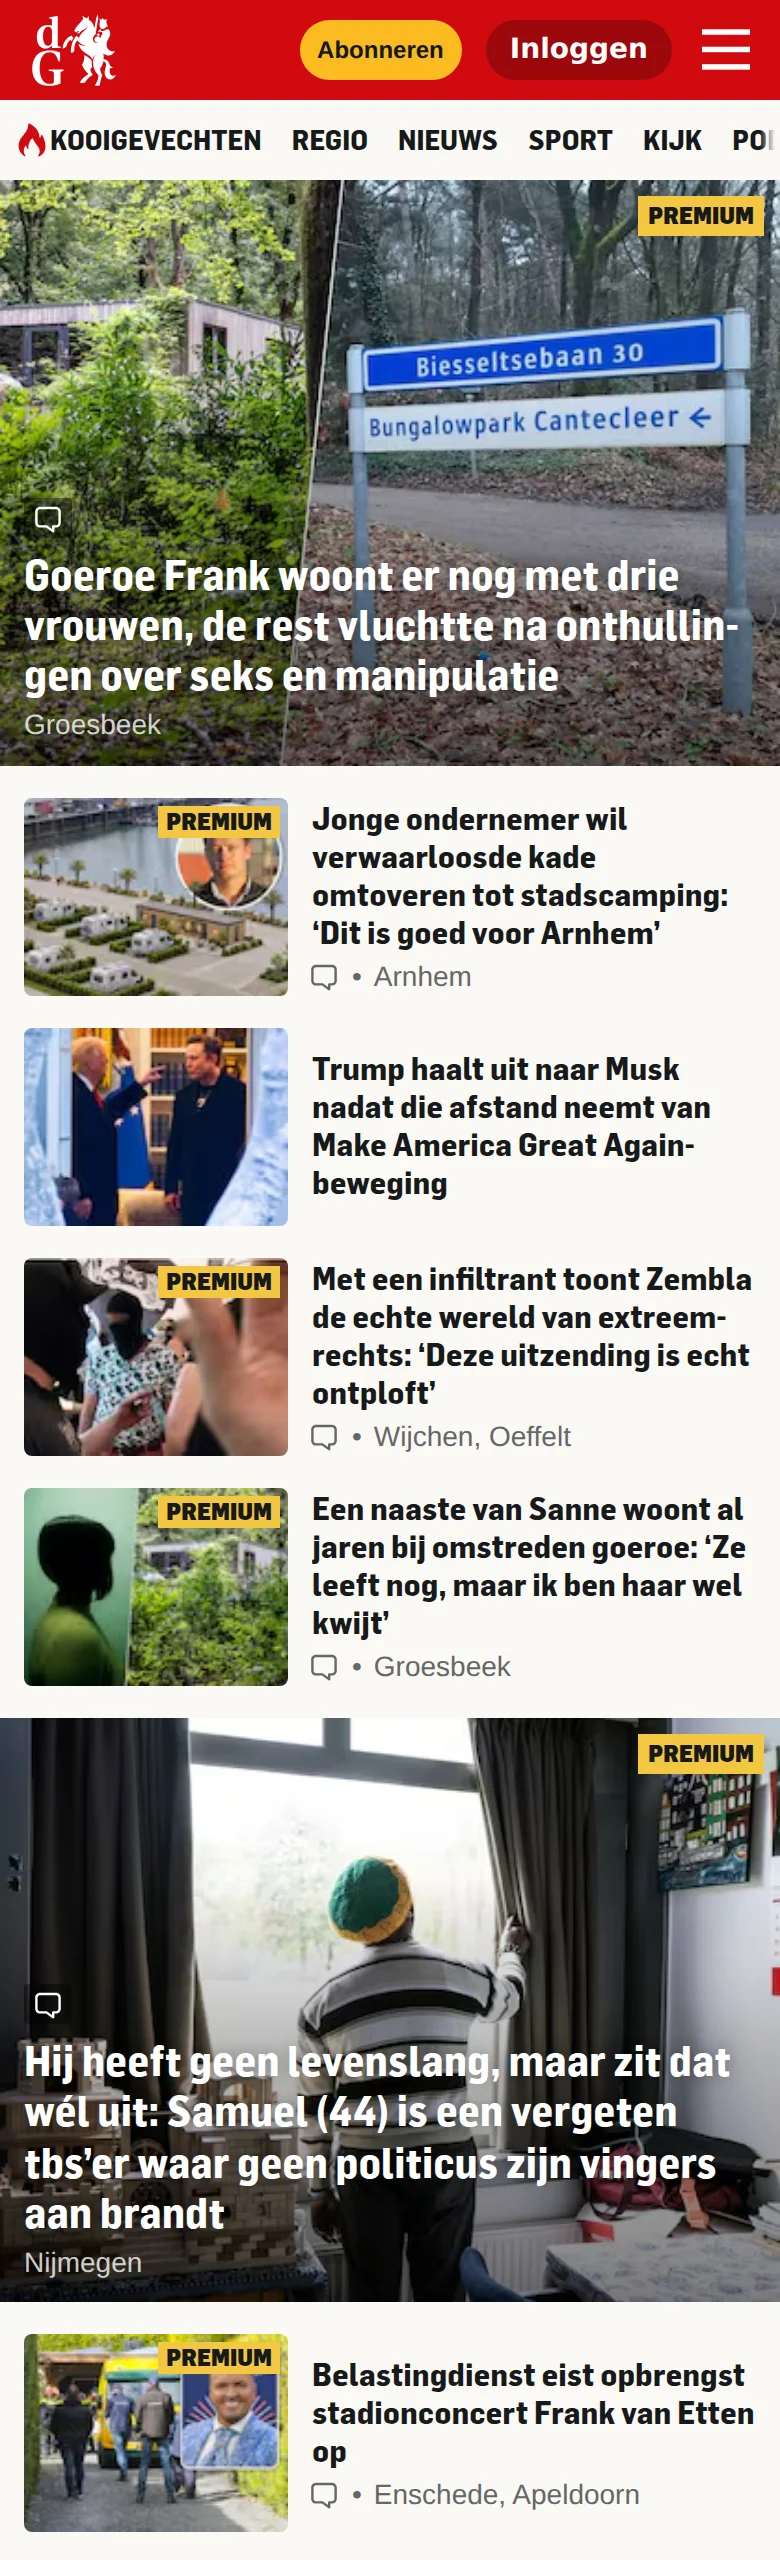 dG
Abonneren
Inloggen
KOOIGEVECHTEN REGIO NIEUWS SPORT KIJK
PREMIUM
Biesseltsebaan 30
Bungalowpark Cantecleer ←
Goeroe Frank woont er nog met drie
vrouwen, de rest vluchtte na onthullin-
gen over seks en manipulatie
Groesbeek
PREMIUM
Jonge ondernemer wil
verwaarloosde kade
omtoveren tot stadscamping:
‘Dit is goed voor Arnhem’
• Arnhem
Trump haalt uit naar Musk
nadat die afstand neemt van
Make America Great Again-
beweging
PREMIUM
Met een infiltrant toont Zembla
de echte wereld van extreem-
rechts: ‘Deze uitzending is echt
ontploft’
• Wijchen, Oeffelt
PREMIUM
Een naaste van Sanne woont al
jaren bij omstreden goeroe: ‘Ze
leeft nog, maar ik ben haar wel
kwijt’
• Groesbeek
PREMIUM
Hij heeft geen levenslang, maar zit dat
wél uit: Samuel (44) is een vergeten
tbs’er waar geen politicus zijn vingers
aan brandt
Nijmegen
PREMIUM
Belastingdienst eist opbrengst
stadionconcert Frank van Etten
op
• Enschede, Apeldoorn